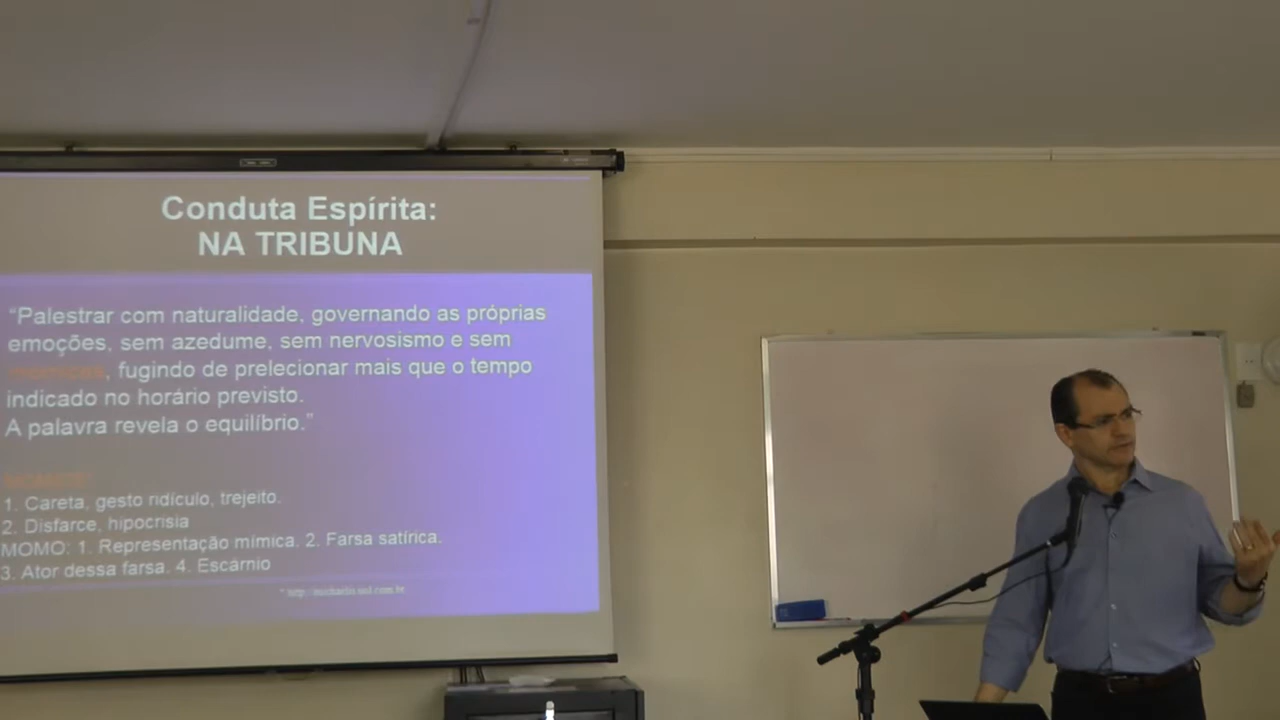 Conduta Espírita:
NA TRIBUNA
“Palestrar com naturalidade, governando as próprias
emoções, sem azedume, sem nervosismo e sem
, fugindo de prelecionar mais que o tempo
indicado no horário previsto.
A palavra revela o equilíbrio.”
1. Careta, gesto ridículo, trejeito.
2. Disfarce, hipocrisia
MOMO: 1. Representação mímica. 2. Farsa satírica.
3. Ator dessa farsa. 4. Escárnio